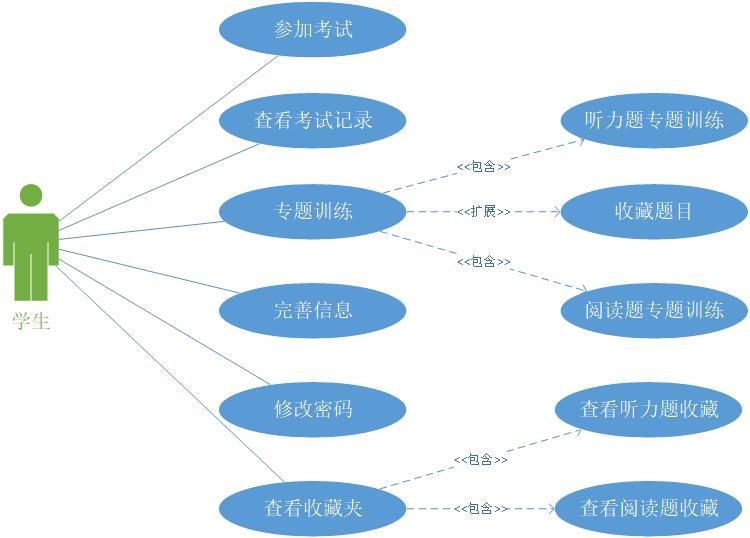 参加考试
查看考试记录
听力题专题训练
<<包含>>
专题训练
<<扩展>>
收藏题目
<<包含>>
学生
完善信息
阅读题专题训练
修改密码
查看听力题收藏
<<包含>>
查看收藏夹
<<包含>>
查看阅读题收藏